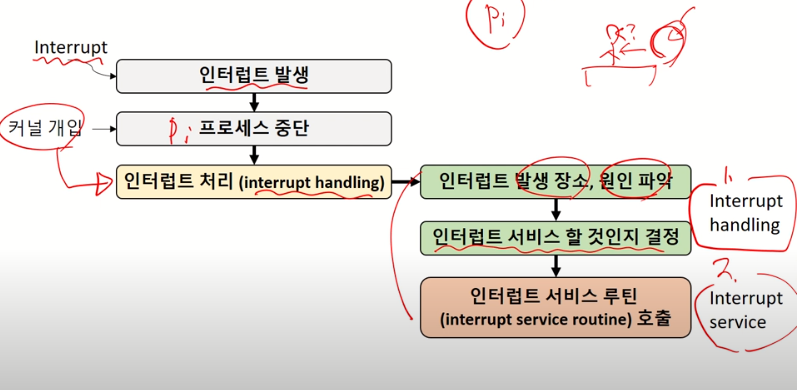 Pi
Interrupt
인터럽트 발생
커널 개입
Pi 프로세스 중단
인터럽트 처리 (interrupt handling)
인터럽트 발생 장소, 원인 파악
인터럽트 서비스 할 것인지 결정
인터럽트 서비스 루틴
(interrupt service routine) 호출
1.
Interrupt
handling
2.
Interrupt
service